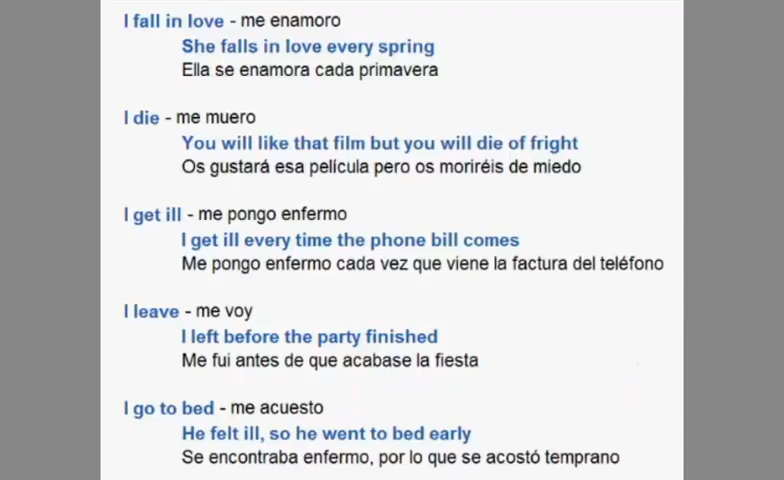 I fall in love - me enamoro
She falls in love every spring
Ella se enamora cada primavera
I die - me muero
You will like that film but you will die of fright
Os gustará esa película pero os moriréis de miedo
I get ill - me pongo enfermo
I get ill every time the phone bill comes
Me pongo enfermo cada vez que viene la factura del teléfono
I leave - me voy
I left before the party finished
Me fui antes de que acabase la fiesta
I go to bed - me acuesto
He felt ill, so he went to bed early
Se encontraba enfermo, por lo que se acostó temprano